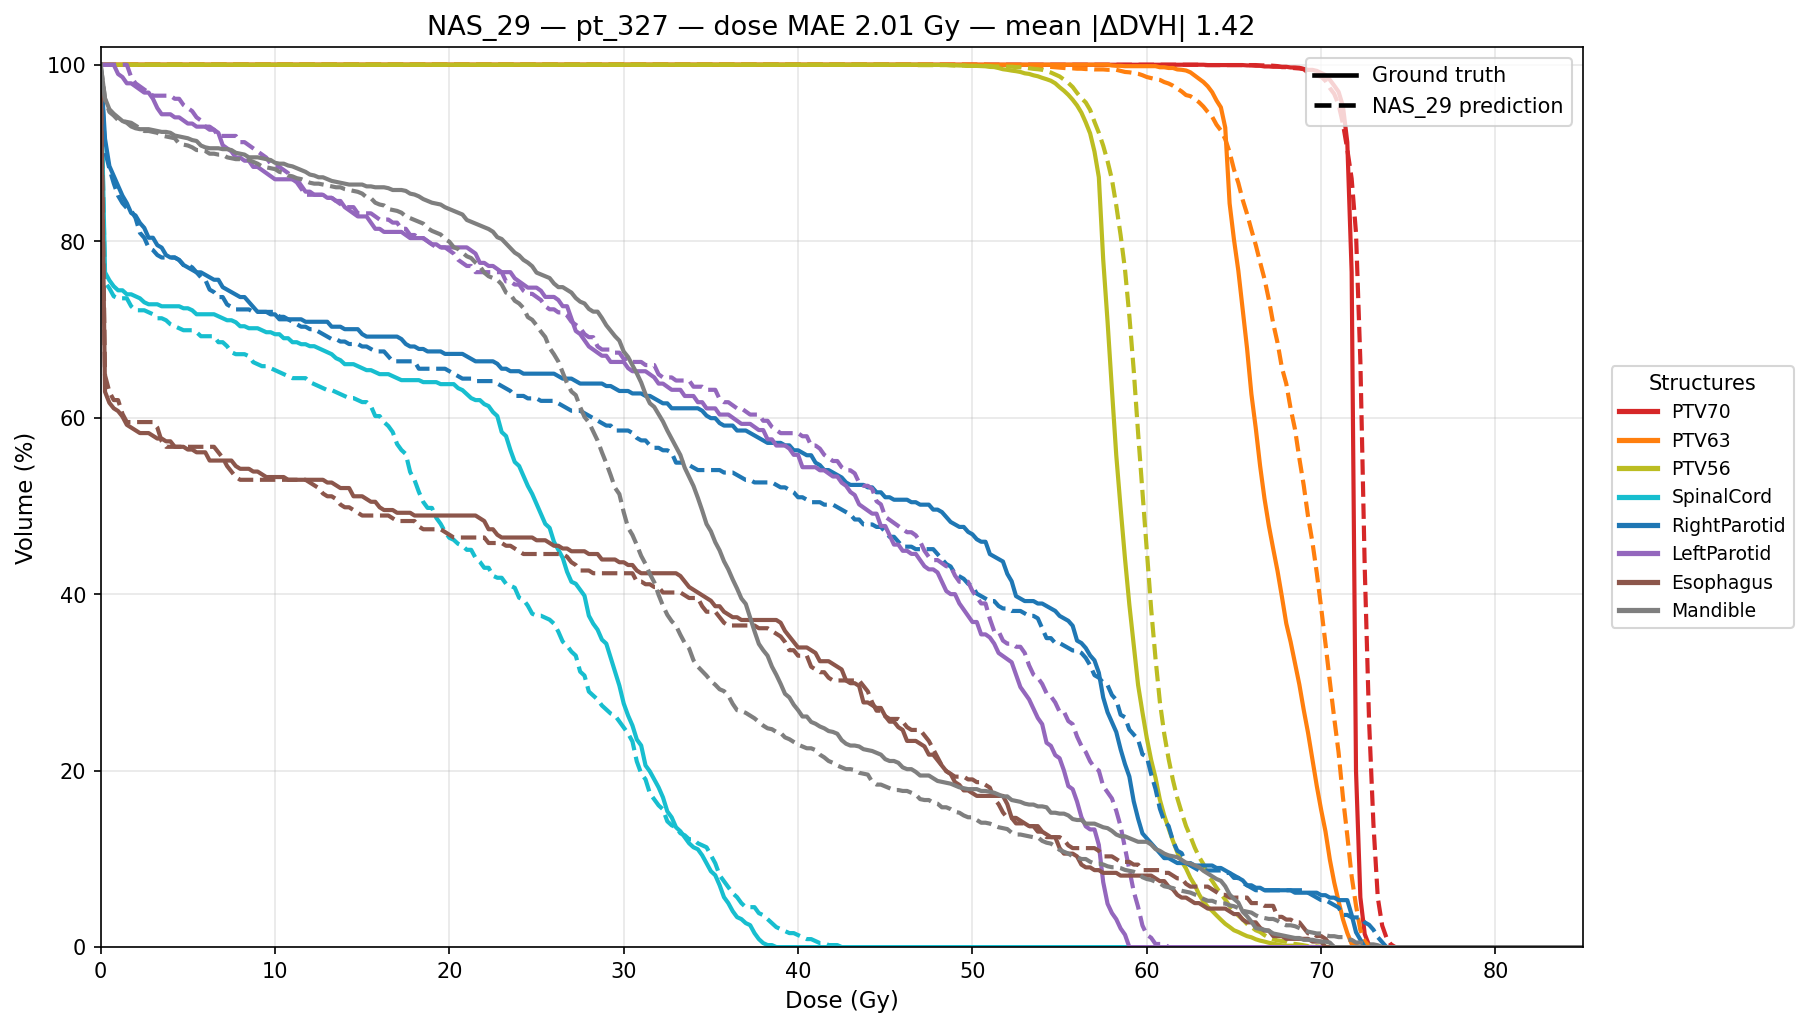 NAS_29 — pt_327 — dose MAE 2.01 Gy — mean |ΔDVH| 1.42
Ground truth
NAS_29 prediction
Structures
PTV70
PTV63
PTV56
SpinalCord
RightParotid
LeftParotid
Esophagus
Mandible
Volume (%)
100
80
60
40
20
0
0 10 20 30 40 50 60 70 80
Dose (Gy)